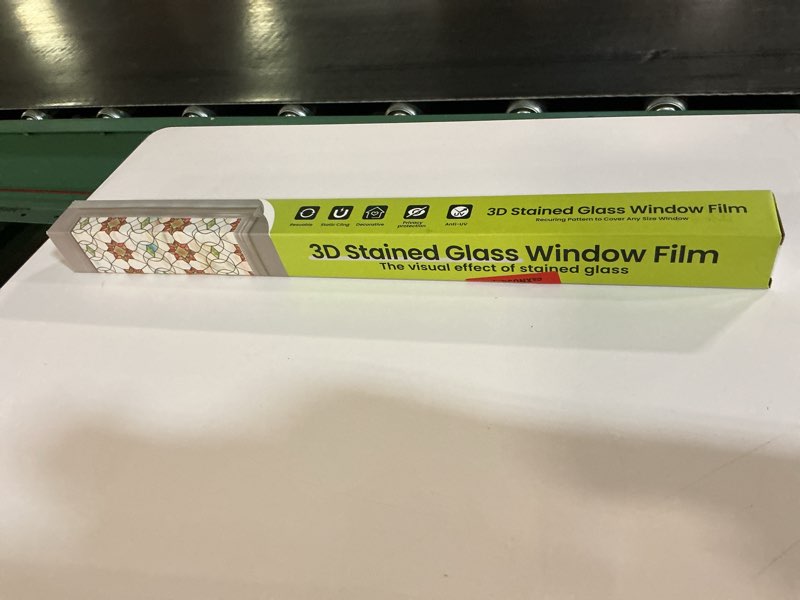 Reusable Static Cling Decorative Privacy protection Anti-UV
3D Stained Glass Window Film
Recuring Pattern to Cover Any Size Window
3D Stained Glass Window Film
The visual effect of stained glass